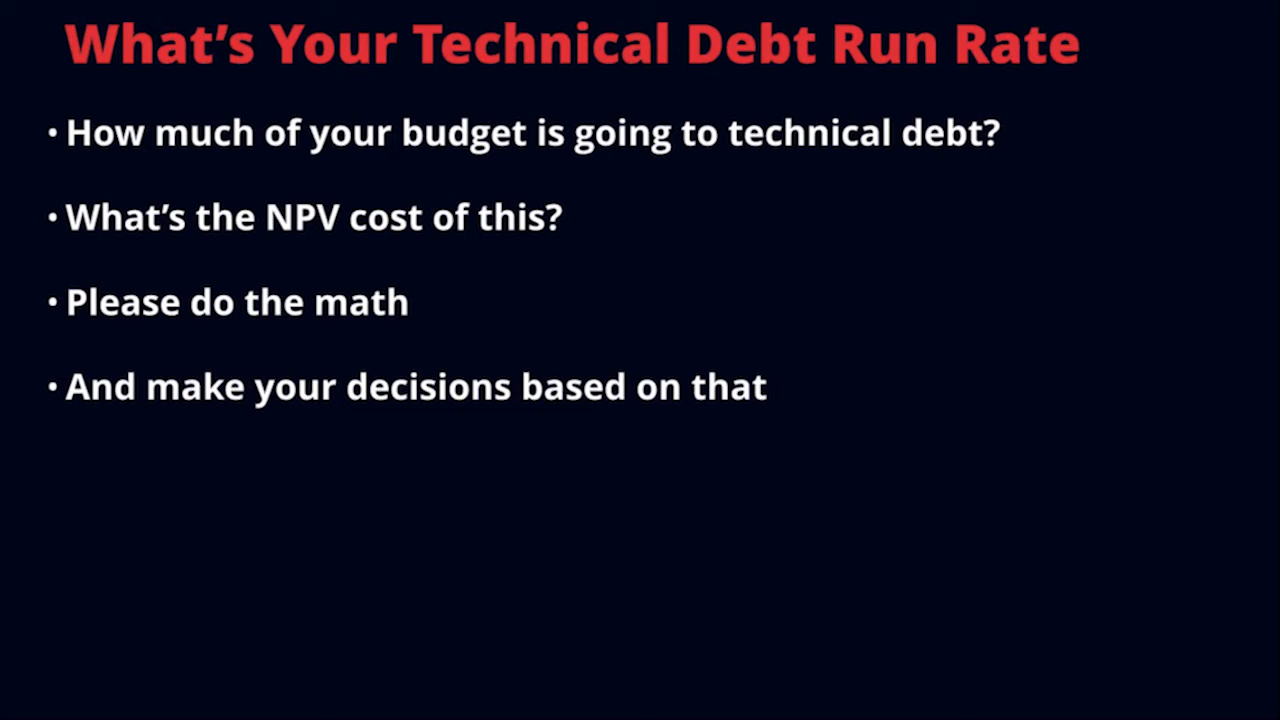 What’s Your Technical Debt Run Rate
• How much of your budget is going to technical debt?
• What’s the NPV cost of this?
• Please do the math
• And make your decisions based on that